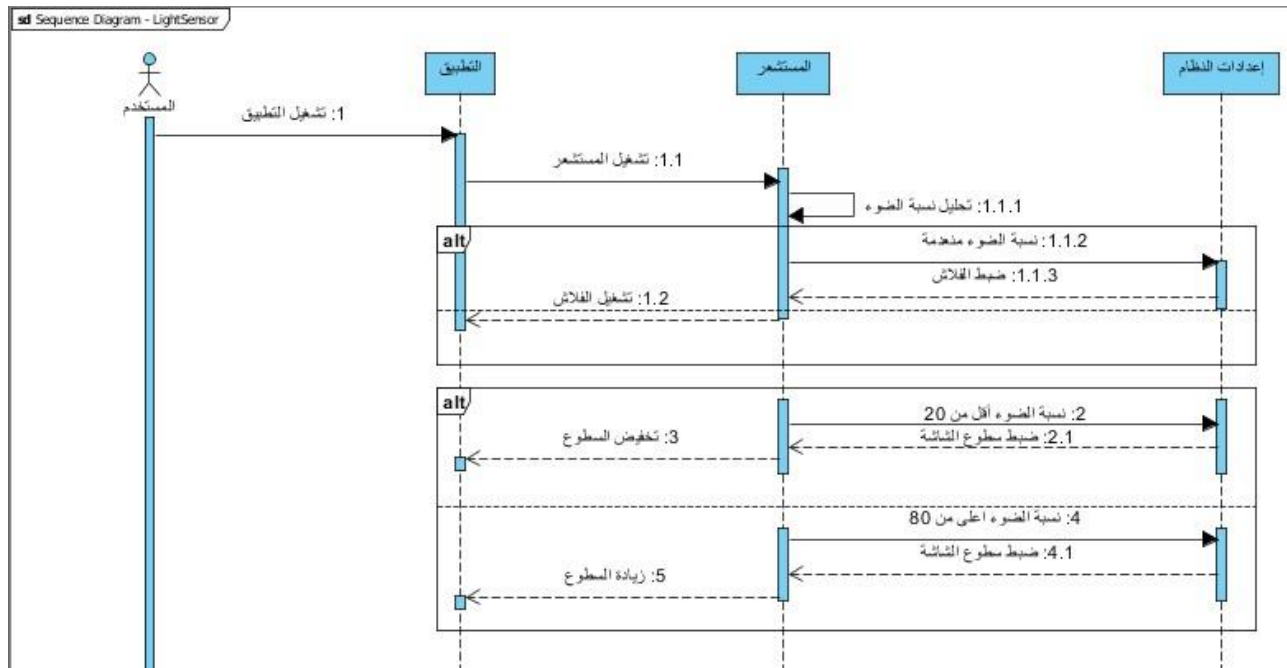 sd Sequence Diagram - LightSensor
المستخدم
التطبيق
المستشعر
إعدادات النظام
1: تشغيل التطبيق
1.1: تشغيل المستشعر
1.1.1: تحليل نسبة الضوء
alt
1.1.2: نسبة الضوء منعدمة
1.1.3: ضبط الفلاش
1.2: تشغيل الفلاش
alt
2: نسبة الضوء أقل من 20
2.1: ضبط سطوع الشاشة
3: تخفيض السطوع
4: نسبة الضوء اعلى من 80
4.1: ضبط سطوع الشاشة
5: زيادة السطوع